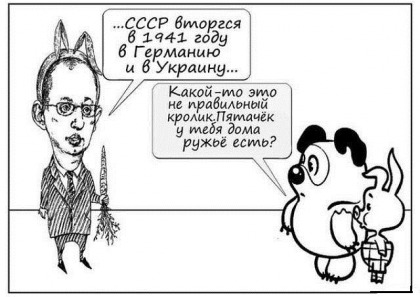 ...СССР вторгся
в 1941 году
в Германию
и в Украину...
Какой-то это
не правильный
кролик.Пятачёк
у тебя дома
ружьё есть?